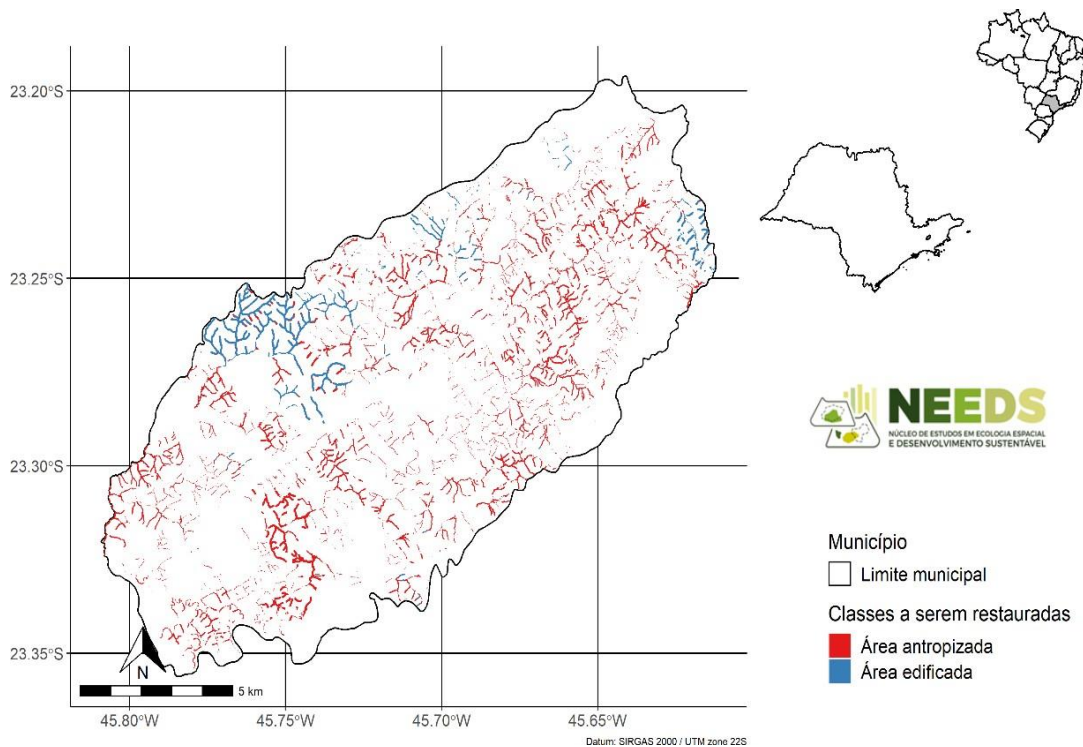 23.20°S
23.25°S
23.30°S
23.35°S
N
5 km
45.80°W
45.75°W
45.70°W
45.65°W
NEEDS
NÚCLEO DE ESTUDOS EM ECOLOGIA ESPACIAL
E DESENVOLVIMENTO SUSTENTÁVEL
Município
Limite municipal
Classes a serem restauradas
Área antropizada
Área edificada
Datum: SIRGAS 2000 / UTM zone 22S